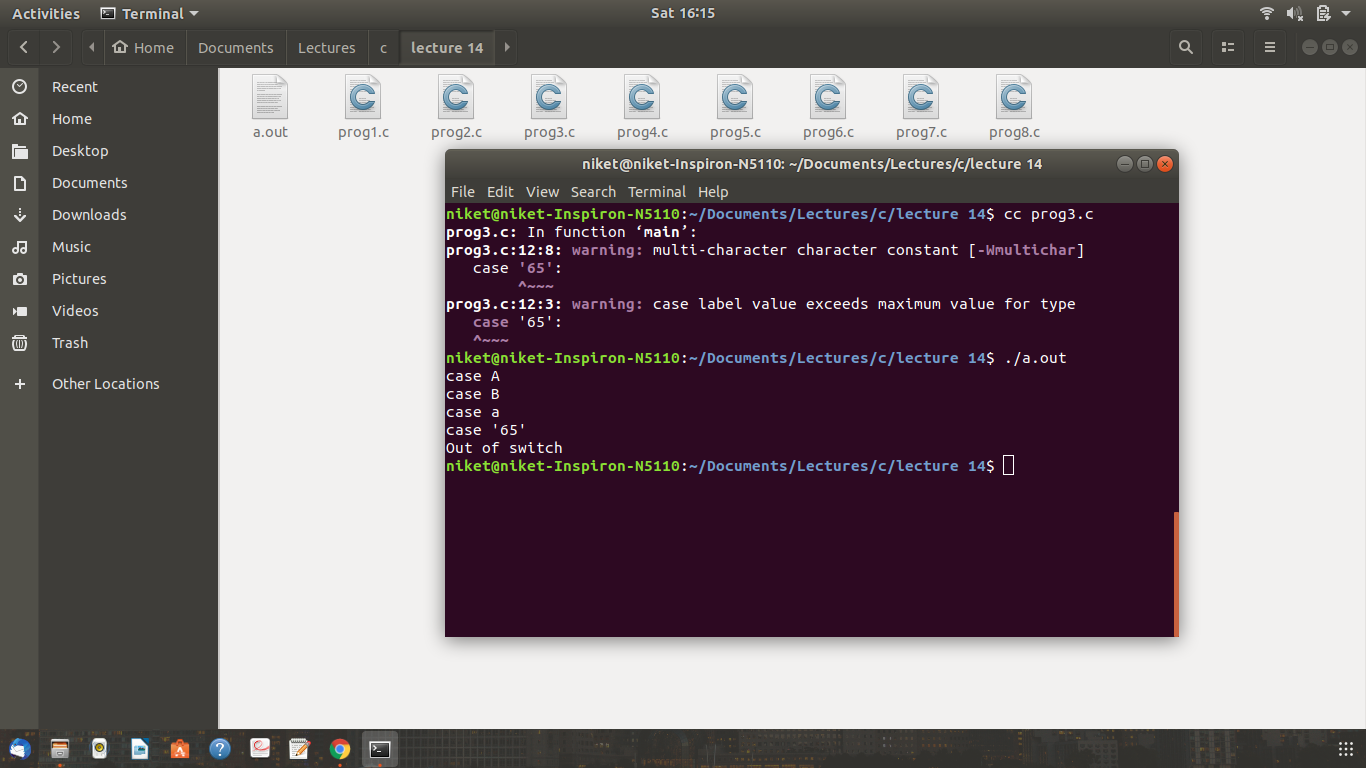 Activities Terminal Sat 16:15
Home Documents Lectures c lecture 14
Recent
Home
Desktop
Documents
Downloads
Music
Pictures
Videos
Trash
Other Locations
a.out prog1.c prog2.c prog3.c prog4.c prog5.c prog6.c prog7.c prog8.c
niket@niket-Inspiron-N5110: ~/Documents/Lectures/c/lecture 14
File Edit View Search Terminal Help
niket@niket-Inspiron-N5110:~/Documents/Lectures/c/lecture 14$ cc prog3.c
prog3.c: In function ‘main’:
prog3.c:12:8: warning: multi-character character constant [-Wmultichar]
case '65':
^~~~
prog3.c:12:3: warning: case label value exceeds maximum value for type
case '65':
^~~~
niket@niket-Inspiron-N5110:~/Documents/Lectures/c/lecture 14$ ./a.out
case A
case B
case a
case '65'
Out of switch
niket@niket-Inspiron-N5110:~/Documents/Lectures/c/lecture 14$